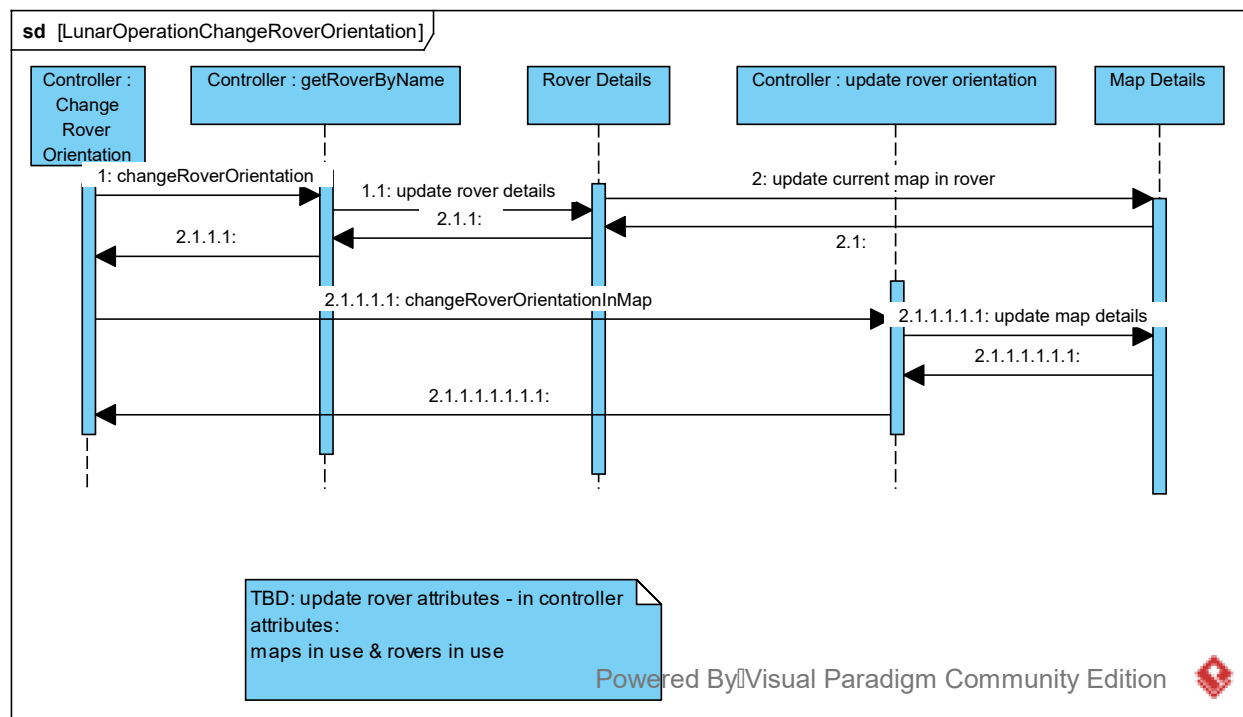 sd [LunarOperationChangeRoverOrientation]
Controller :
Change
Rover
Orientation
Controller : getRoverByName
Rover Details
Controller : update rover orientation
Map Details
1: changeRoverOrientation
1.1: update rover details
2: update current map in rover
2.1.1:
2.1:
2.1.1.1:
2.1.1.1.1: changeRoverOrientationInMap
2.1.1.1.1.1: update map details
2.1.1.1.1.1.1:
2.1.1.1.1.1.1.1:
TBD: update rover attributes - in controller
attributes:
maps in use & rovers in use
Powered By▯Visual Paradigm Community Edition